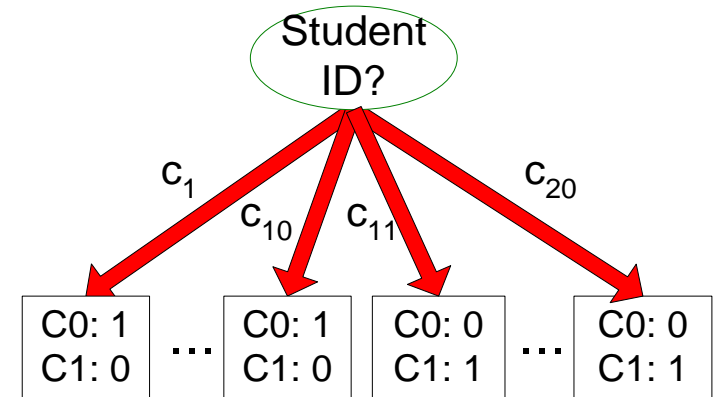 Student
ID?
c₁
c₁₀
c₁₁
c₂₀
C0: 1
C1: 0
...
C0: 1
C1: 0
C0: 0
C1: 1
...
C0: 0
C1: 1